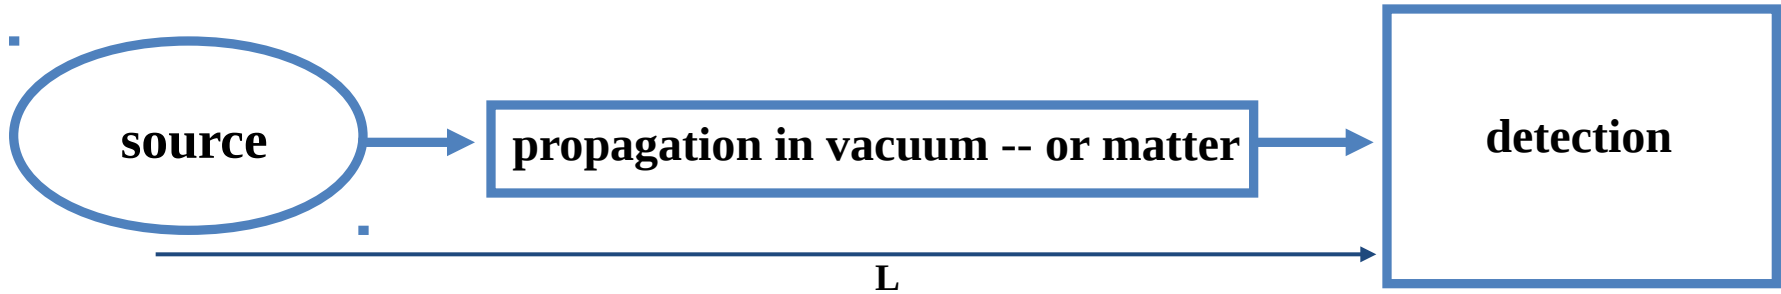 source
propagation in vacuum -- or matter
detection
L